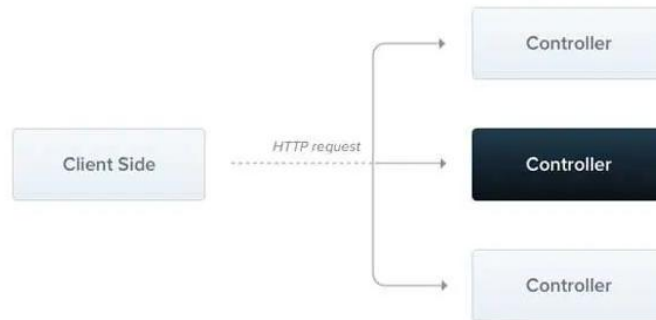 Controller
HTTP request
Client Side
Controller
Controller